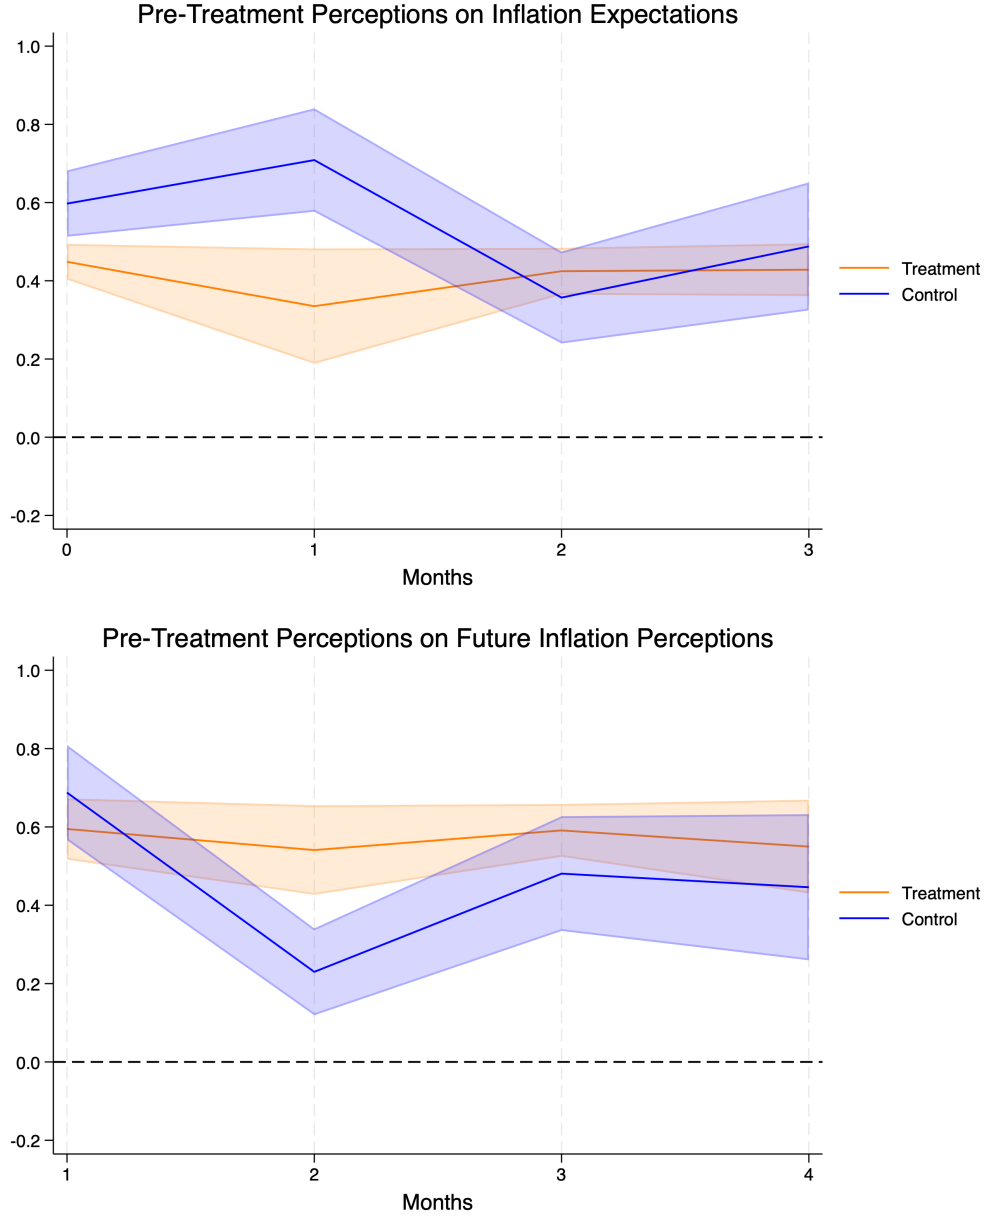 Pre-Treatment Perceptions on Inflation Expectations
1.0
0.8
0.6
0.4
0.2
0.0
-0.2
0 1 2 3
Months
Treatment
Control
Pre-Treatment Perceptions on Future Inflation Perceptions
1.0
0.8
0.6
0.4
0.2
0.0
-0.2
1 2 3 4
Months
Treatment
Control